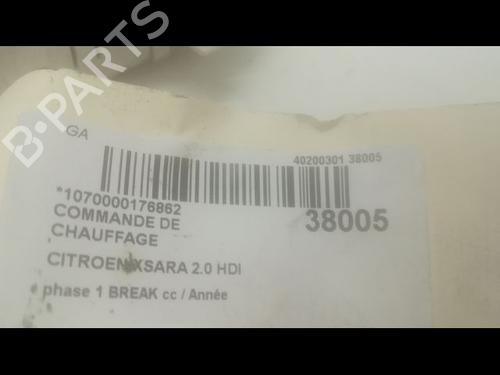 B-PARTS
GA
40200301 38005
*1070000176862
38005
COMMANDE DE
CHAUFFAGE
CITROEN XSARA 2.0 HDI
phase 1 BREAK cc / Année